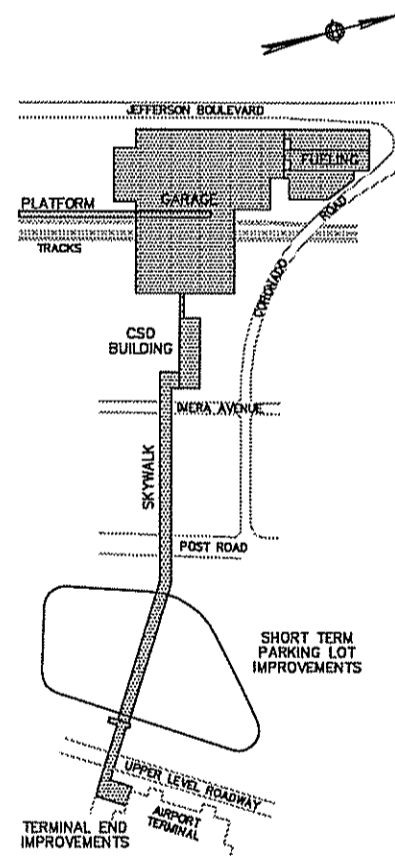 JEFFERSON BOULEVARD
FUELING
GARAGE
PLATFORM
TRACKS
CORONADO ROAD
CSD
BUILDING
IMERA AVENUE
SKYWALK
POST ROAD
SHORT TERM
PARKING LOT
IMPROVEMENTS
UPPER LEVEL ROADWAY
AIRPORT
TERMINAL
TERMINAL END
IMPROVEMENTS